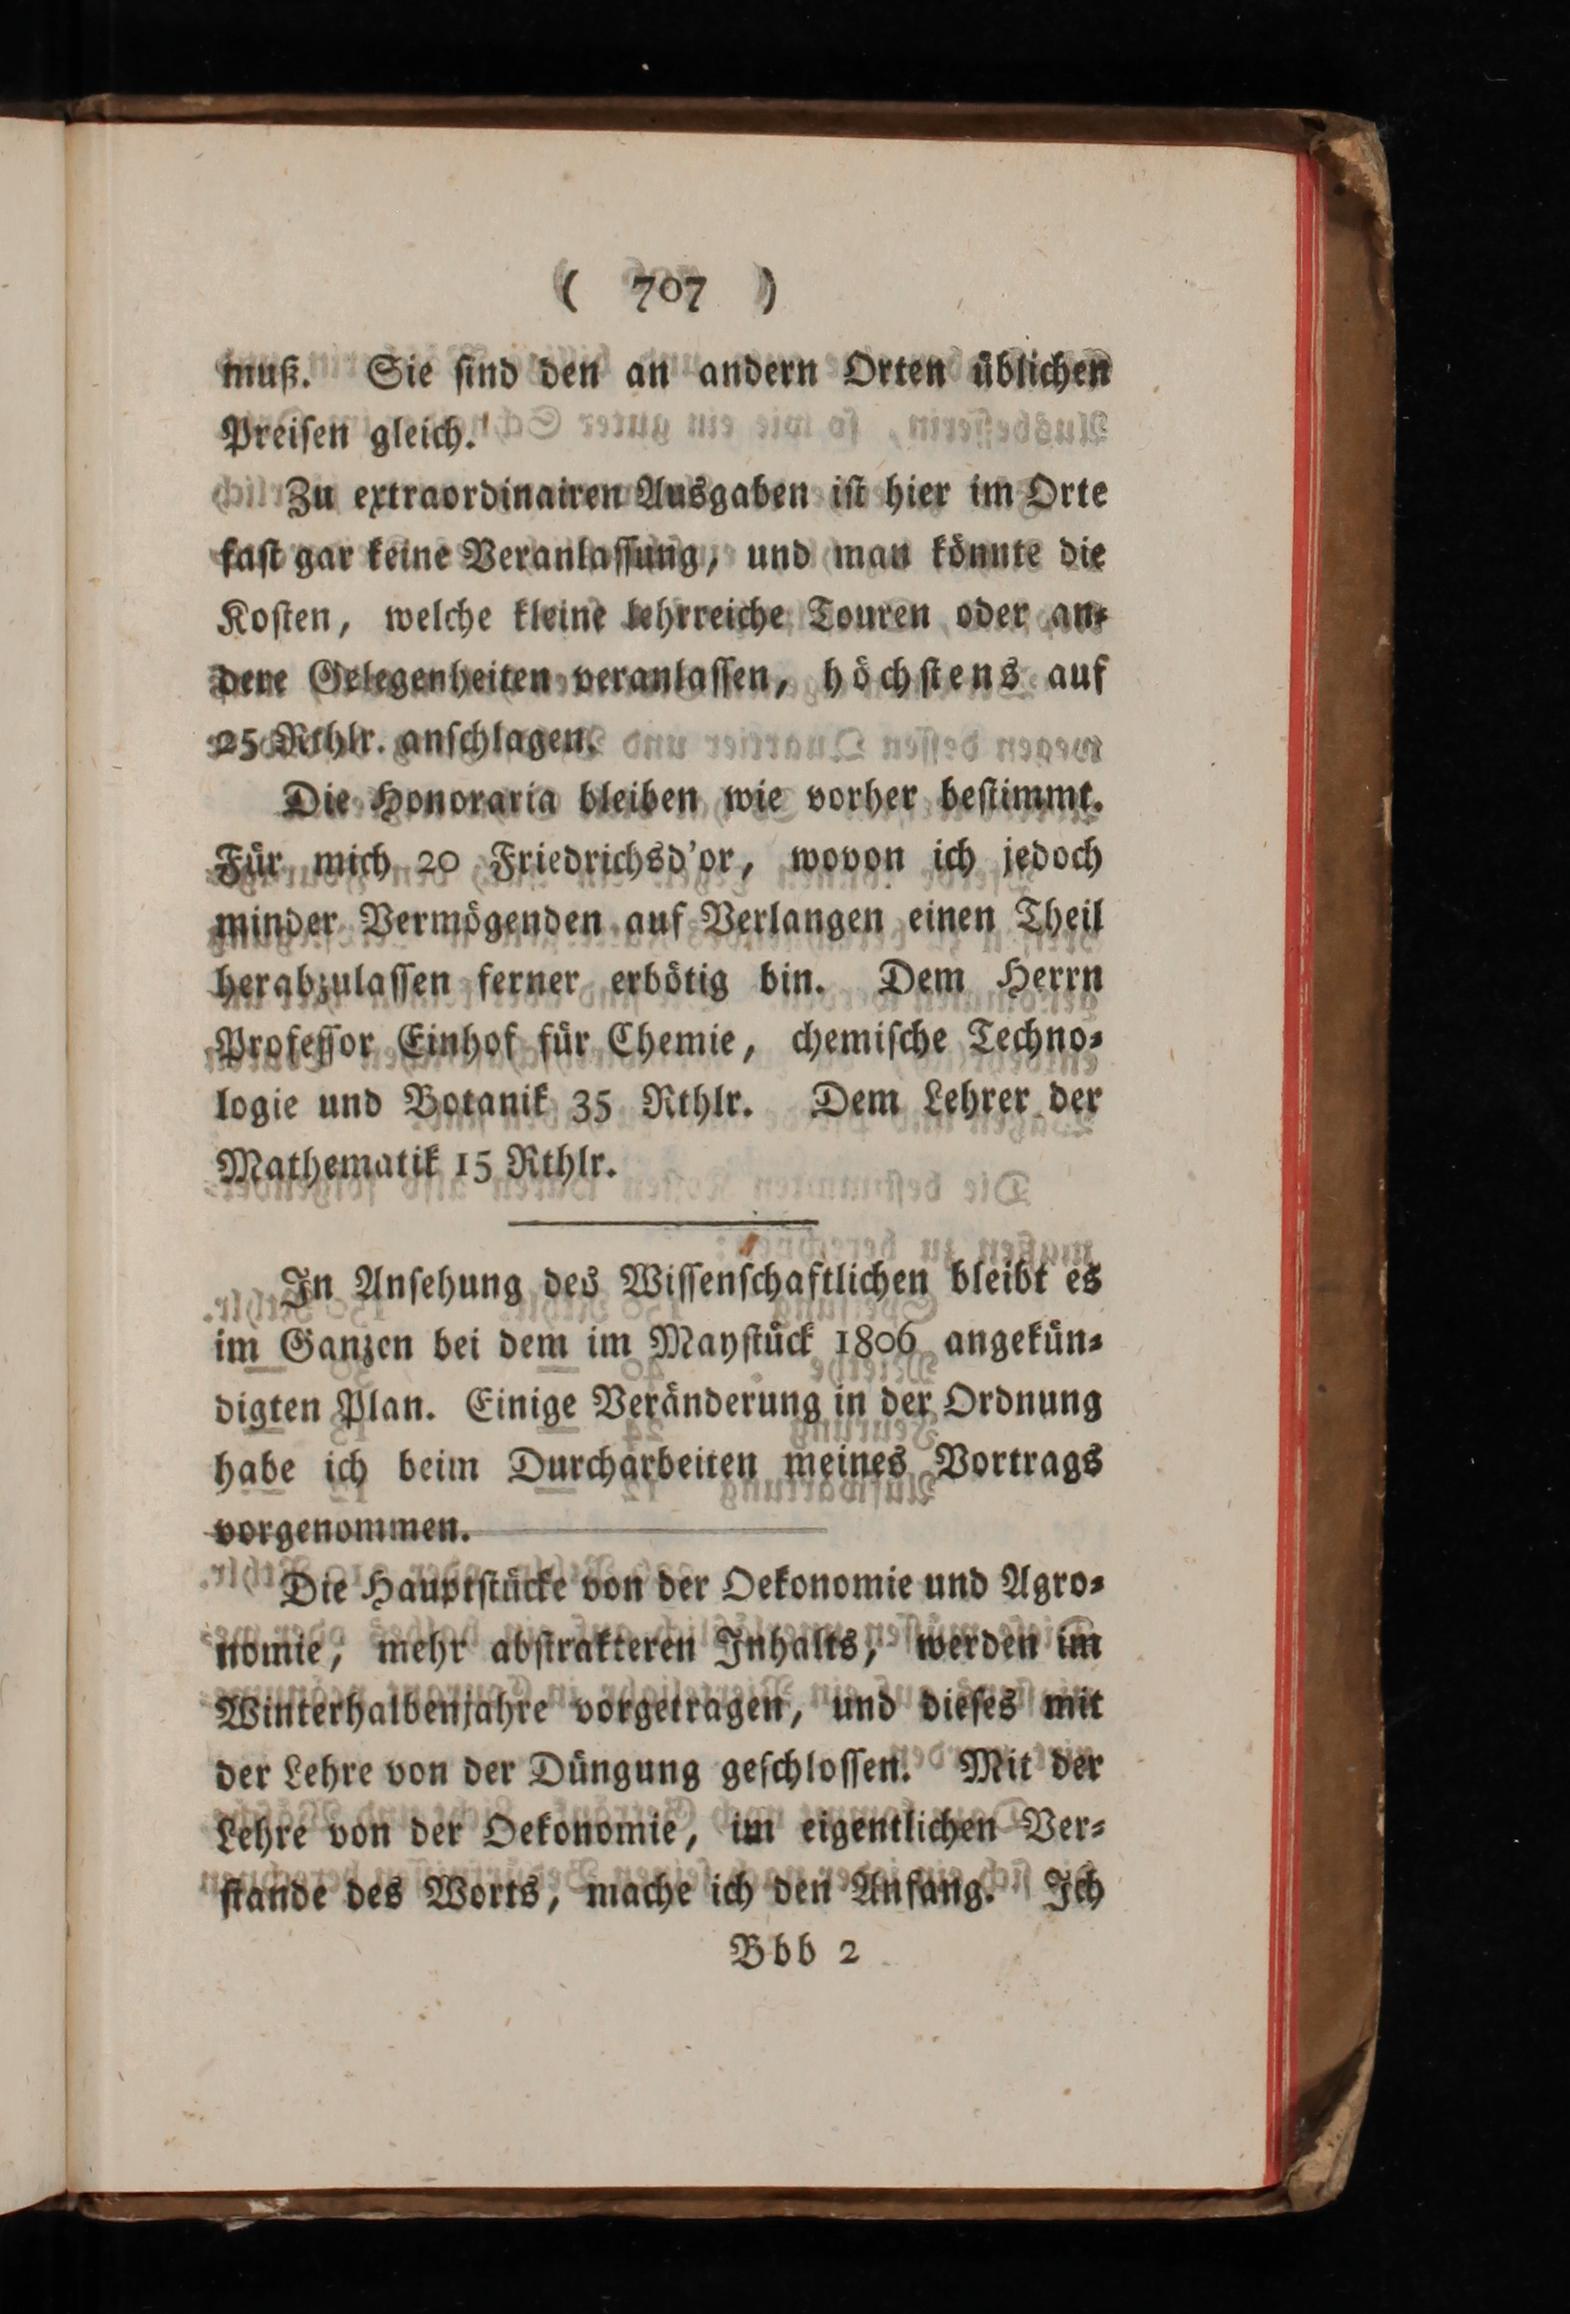 ( 707 )
muß. Sie ſind den an andern Orten üblichen
Preiſen gleich.
Zu extraordinairen Ausgaben iſt hier im Orte
faſt gar keine Veranlaſſung, und man könnte die
Koſten, welche kleine lehrreiche Touren oder an⸗
dere Gelegenheiten veranlaſſen, höchſtens auf
25 Rthlr. anſchlagen.
Die Honoraria bleiben wie vorher beſtimmt.
Für mich 20 Friedrichsd'or, wovon ich jedoch
minder Vermögenden auf Verlangen einen Theil
herabzulaſſen ferner erbötig bin. Dem Herrn
Profeſſor Einhof für Chemie, chemiſche Techno⸗
logie und Botanik 35 Rthlr. Dem Lehrer der
Mathematik 15 Rthlr.
In Anſehung des Wiſſenſchaftlichen bleibt es
im Ganzen bei dem im Mayſtück 1806 angekün⸗
digten Plan. Einige Veränderung in der Ordnung
habe ich beim Durcharbeiten meines Vortrags
vorgenommen.
Die Hauptſtücke von der Oekonomie und Agro⸗
nomie, mehr abſtrakteren Inhalts, werden im
Winterhalbenjahre vorgetragen, und dieſes mit
der Lehre von der Düngung geſchloſſen. Mit der
Lehre von der Oekonomie, im eigentlichen Ver⸗
ſtande des Worts, mache ich den Anfang. Ich
Bbb 2